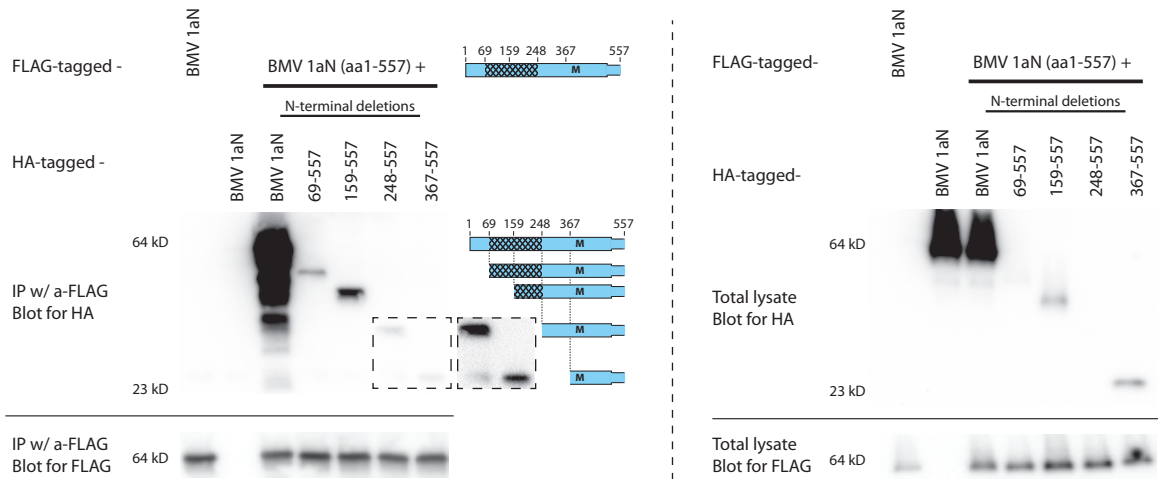 BMV 1aN
FLAG-tagged -
BMV 1aN (aa1-557) +
N-terminal deletions
1 69 159 248 367 557
M
HA-tagged -
BMV 1aN
BMV 1aN
69-557
159-557
248-557
367-557
64 kD
IP w/ a-FLAG
Blot for HA
23 kD
1 69 159 248 367 557
M
M
M
M
M
IP w/ a-FLAG
Blot for FLAG
64 kD
BMV 1aN
FLAG-tagged-
BMV 1aN (aa1-557) +
N-terminal deletions
HA-tagged-
BMV 1aN
BMV 1aN
69-557
159-557
248-557
367-557
64 kD
Total lysate
Blot for HA
23 kD
Total lysate
Blot for FLAG
64 kD